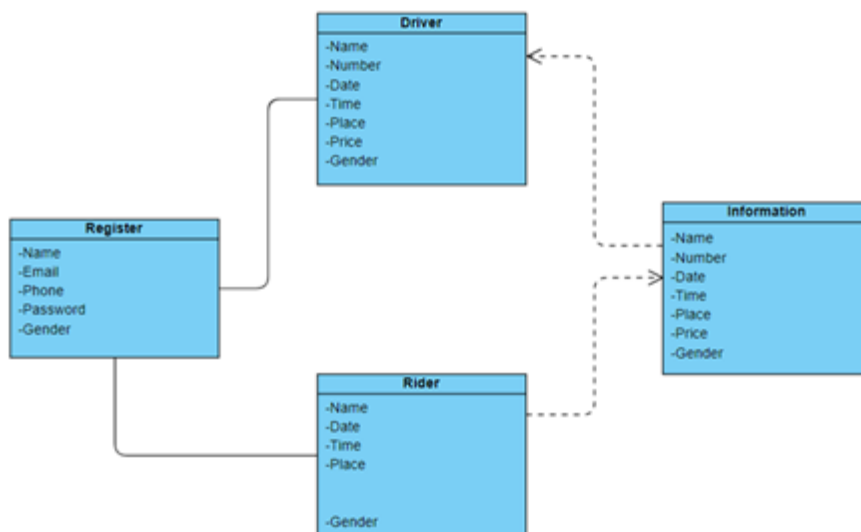 Driver
-Name
-Number
-Date
-Time
-Place
-Price
-Gender
Register
-Name
-Email
-Phone
-Password
-Gender
Information
-Name
-Number
-Date
-Time
-Place
-Price
-Gender
Rider
-Name
-Date
-Time
-Place
-Gender